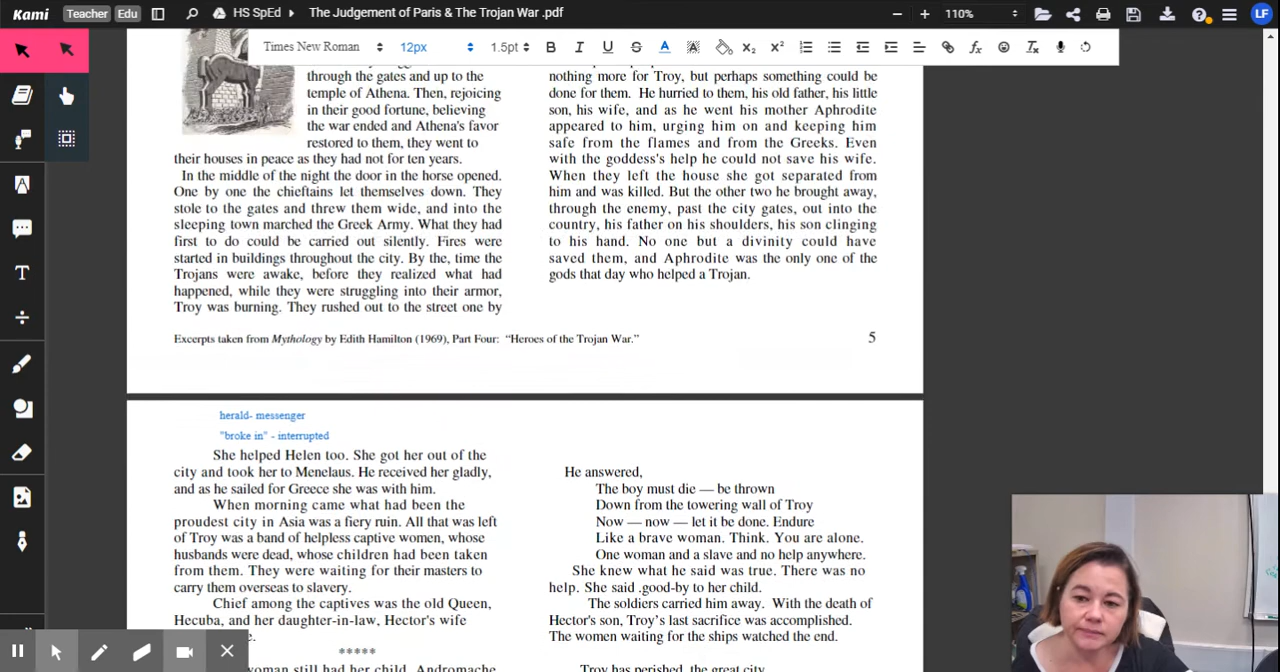 Kami
Teacher
Edu
HS SpEd
The Judgement of Paris & The Trojan War .pdf
110%
LF
Times New Roman
12px
1.5pt
B I U S A A X₂ X²
through the gates and up to the
temple of Athena. Then, rejoicing
in their good fortune, believing
the war ended and Athena's favor
restored to them, they went to
their houses in peace as they had not for ten years.
In the middle of the night the door in the horse opened.
One by one the chieftains let themselves down. They
stole to the gates and threw them wide, and into the
sleeping town marched the Greek Army. What they had
first to do could be carried out silently. Fires were
started in buildings throughout the city. By the, time the
Trojans were awake, before they realized what had
happened, while they were struggling into their armor,
Troy was burning. They rushed out to the street one by
nothing more for Troy, but perhaps something could be
done for them. He hurried to them, his old father, his little
son, his wife, and as he went his mother Aphrodite
appeared to him, urging him on and keeping him
safe from the flames and from the Greeks. Even
with the goddess's help he could not save his wife.
When they left the house she got separated from
him and was killed. But the other two he brought away,
through the enemy, past the city gates, out into the
country, his father on his shoulders, his son clinging
to his hand. No one but a divinity could have
saved them, and Aphrodite was the only one of the
gods that day who helped a Trojan.
Excerpts taken from Mythology by Edith Hamilton (1969), Part Four: “Heroes of the Trojan War.”
5
herald- messenger
"broke in" - interrupted
She helped Helen too. She got her out of the
city and took her to Menelaus. He received her gladly,
and as he sailed for Greece she was with him.
When morning came what had been the
proudest city in Asia was a fiery ruin. All that was left
of Troy was a band of helpless captive women, whose
husbands were dead, whose children had been taken
from them. They were waiting for their masters to
carry them overseas to slavery.
Chief among the captives was the old Queen,
Hecuba, and her daughter-in-law, Hector's wife
e.
*****
woman still had her child, Andromache
He answered,
The boy must die — be thrown
Down from the towering wall of Troy
Now — now — let it be done. Endure
Like a brave woman. Think. You are alone.
One woman and a slave and no help anywhere.
She knew what he said was true. There was no
help. She said .good-by to her child.
The soldiers carried him away. With the death of
Hector's son, Troy's last sacrifice was accomplished.
The women waiting for the ships watched the end.
Troy has perished, the great city.